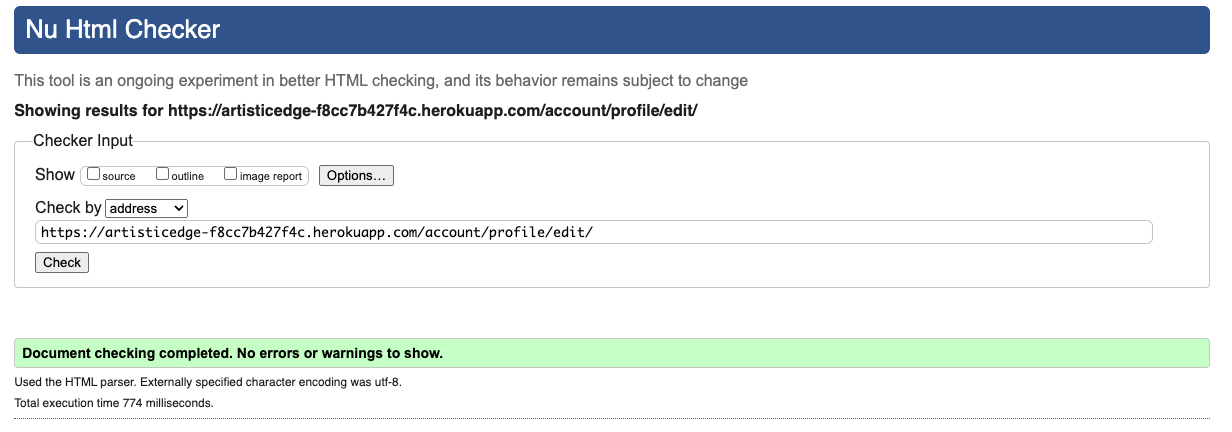 Nu Html Checker
This tool is an ongoing experiment in better HTML checking, and its behavior remains subject to change
Showing results for https://artisticedge-f8cc7b427f4c.herokuapp.com/account/profile/edit/
Checker Input
Show source outline image report Options...
Check by address
https://artisticedge-f8cc7b427f4c.herokuapp.com/account/profile/edit/
Check
Document checking completed. No errors or warnings to show.
Used the HTML parser. Externally specified character encoding was utf-8.
Total execution time 774 milliseconds.